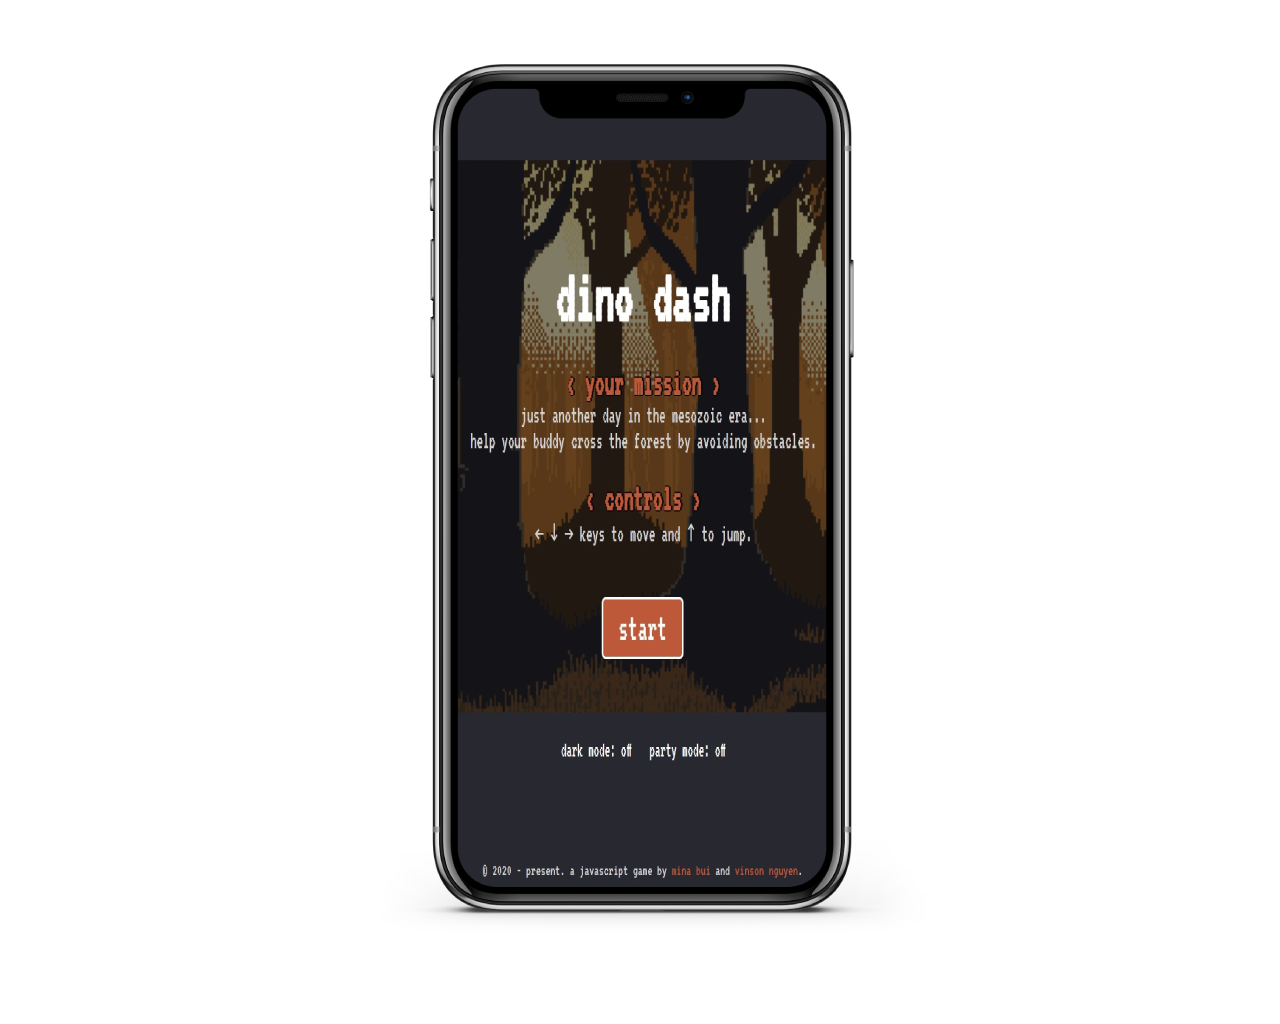 dino dash
< your mission >
just another day in the mesozoic era...
help your buddy cross the forest by avoiding obstacles.
< controls >
← ↓ → keys to move and ↑ to jump.
start
dark mode: off party mode: off
© 2020 - present. a javascript game by mina bui and vinson nguyen.